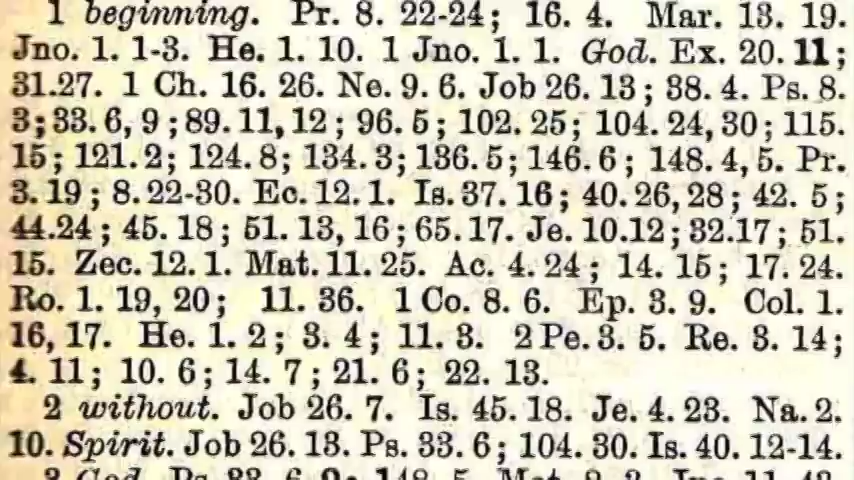 1 beginning. Pr. 8. 22-24; 16. 4. Mar. 13. 19.
Jno. 1. 1-3. He. 1. 10. 1 Jno. 1. 1. God. Ex. 20. 11;
31.27. 1 Ch. 16. 26. Ne. 9. 6. Job 26. 13; 38. 4. Ps. 8.
3; 33. 6, 9; 89. 11, 12; 96. 5; 102. 25; 104. 24, 30; 115.
15; 121. 2; 124. 8; 134. 3; 136. 5; 146. 6; 148. 4, 5. Pr.
3. 19; 8. 22-30. Ec. 12. 1. Is. 37. 16; 40. 26, 28; 42. 5;
44.24; 45. 18; 51. 13, 16; 65. 17. Je. 10.12; 32.17; 51.
15. Zec. 12. 1. Mat. 11. 25. Ac. 4. 24; 14. 15; 17. 24.
Ro. 1. 19, 20; 11. 36. 1 Co. 8. 6. Ep. 3. 9. Col. 1.
16, 17. He. 1. 2; 3. 4; 11. 3. 2 Pe. 3. 5. Re. 3. 14;
4. 11; 10. 6; 14. 7; 21. 6; 22. 13.
2 without. Job 26. 7. Is. 45. 18. Je. 4. 23. Na. 2.
10. Spirit. Job 26. 13. Ps. 33. 6; 104. 30. Is. 40. 12-14.
3 God. Ps. 33. 6, 9; 148. 5. Mat.